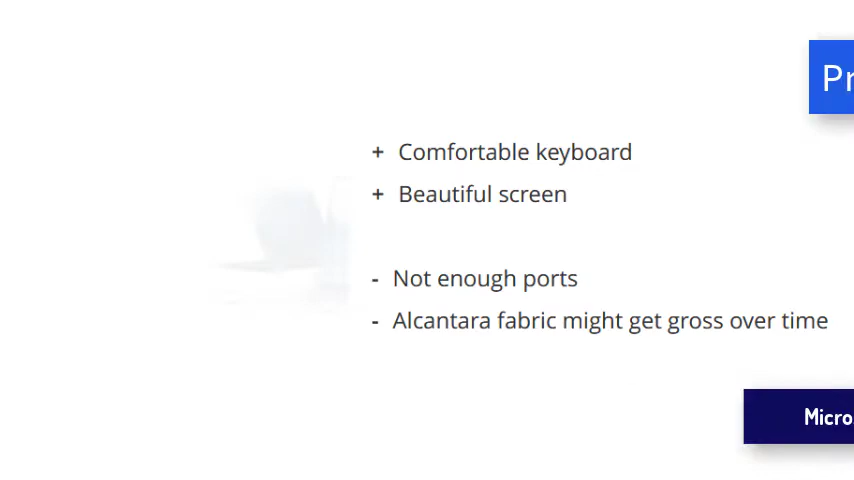 Pr
+ Comfortable keyboard
+ Beautiful screen
- Not enough ports
- Alcantara fabric might get gross over time
Micro